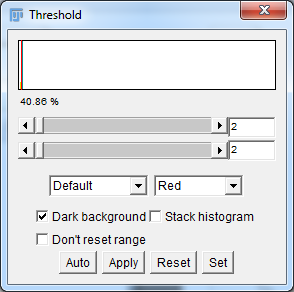 Threshold
40.86 %
2
2
Default Red
Dark background Stack histogram
Don't reset range
Auto Apply Reset Set